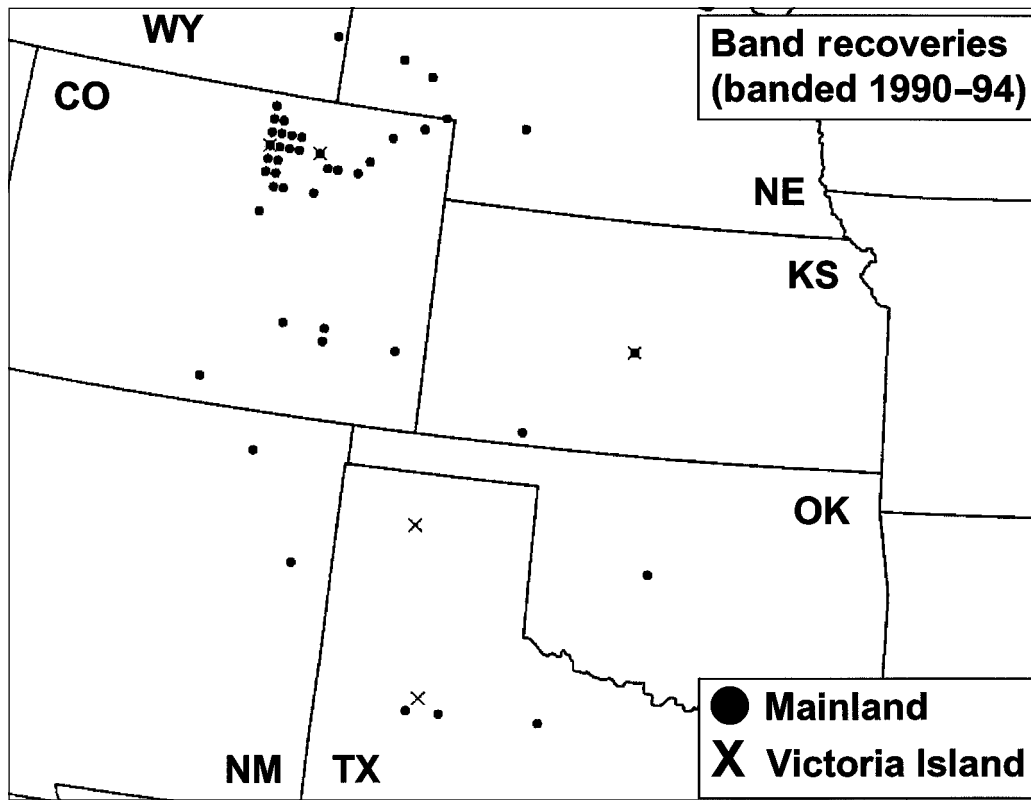 WY
Band recoveries
(banded 1990–94)
CO
NE
KS
OK
Mainland
X Victoria Island
NM
TX